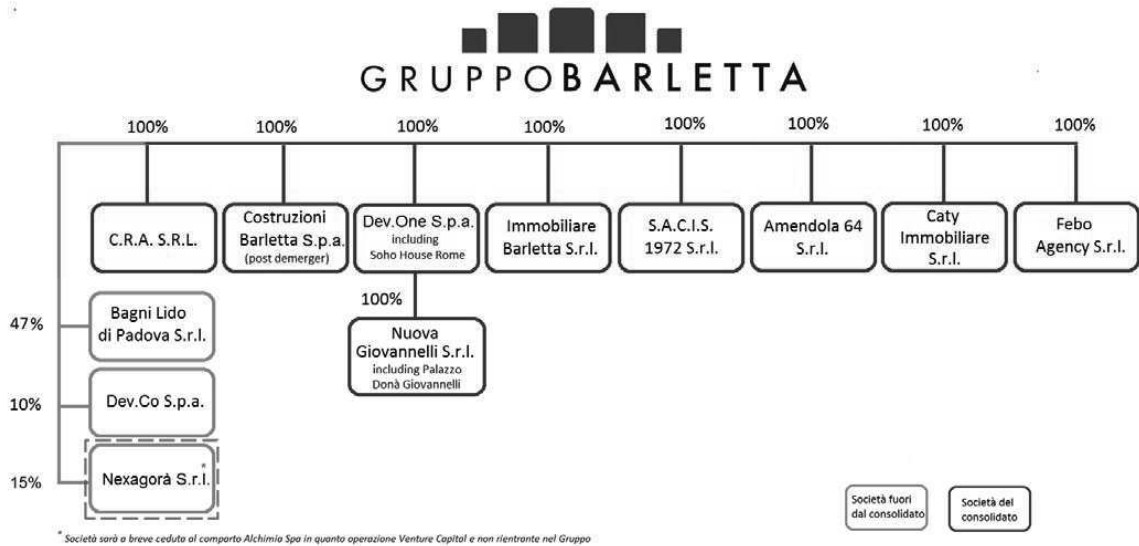 GRUPPOBARLETTA
100% 100% 100% 100% 100% 100% 100% 100%
C.R.A. S.R.L.
Costruzioni
Barletta S.p.a.
(post demerger)
Dev.One S.p.a.
including
Soho House Rome
Immobiliare
Barletta S.r.l.
S.A.C.I.S.
1972 S.r.l.
Amendola 64
S.r.l.
Caty
Immobiliare
S.r.l.
Febo
Agency S.r.l.
100%
Nuova
Giovannelli S.r.l.
including Palazzo
Donà Giovannelli
47%
Bagni Lido
di Padova S.r.l.
10%
Dev.Co S.p.a.
15%
Nexagorà S.r.l.*
Società fuori
dal consolidato
Società del
consolidato
* Società sarà a breve ceduta al comparto Alchimia Spa in quanto operazione Venture Capital e non rientrante nel Gruppo